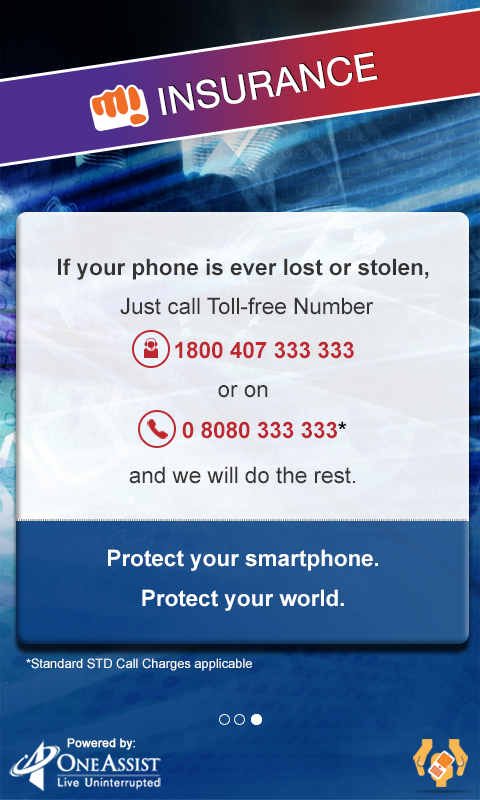 INSURANCE
If your phone is ever lost or stolen,
Just call Toll-free Number
1800 407 333 333
or on
0 8080 333 333*
and we will do the rest.
Protect your smartphone.
Protect your world.
*Standard STD Call Charges applicable
Powered by:
ONEASSIST
Live Uninterrupted